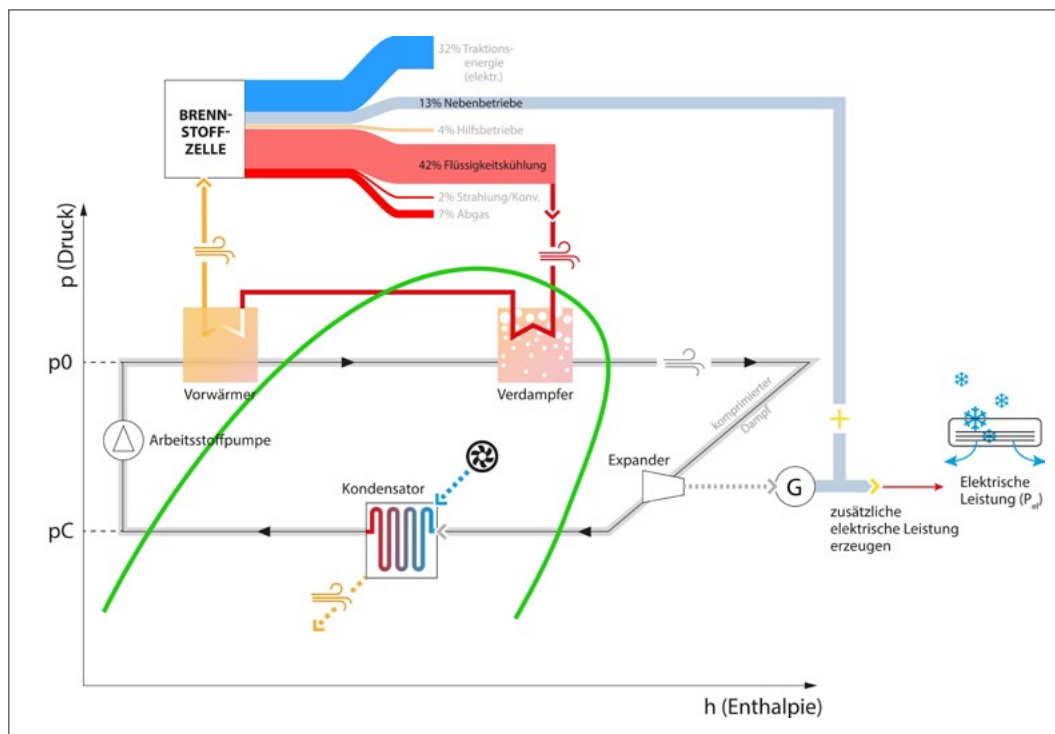 32% Traktions-
energie
(elektr.)
BRENN-
STOFF-
ZELLE
13% Nebenbetriebe
4% Hilfsbetriebe
42% Flüssigkeitskühlung
2% Strahlung/Konv.
7% Abgas
p (Druck)
p0
Vorwärmer
Verdampfer
komprimierter
Dampf
Arbeitsstoffpumpe
Kondensator
Expander
G
+
Elektrische
Leistung (Pel)
zusätzliche
elektrische Leistung
erzeugen
pC
h (Enthalpie)